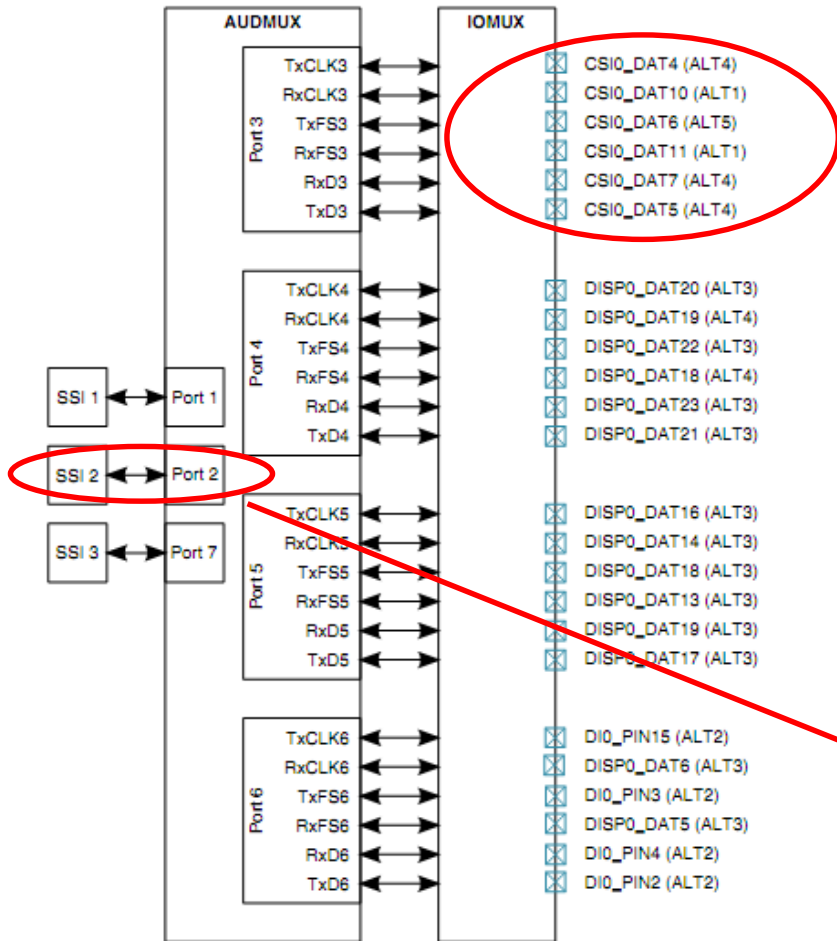 AUDMUX IOMUX
Port 3
TxCLK3 CSI0_DAT4 (ALT4)
RxCLK3 CSI0_DAT10 (ALT1)
TxFS3 CSI0_DAT6 (ALT5)
RxFS3 CSI0_DAT11 (ALT1)
RxD3 CSI0_DAT7 (ALT4)
TxD3 CSI0_DAT5 (ALT4)
Port 4
TxCLK4 DISP0_DAT20 (ALT3)
RxCLK4 DISP0_DAT19 (ALT4)
TxFS4 DISP0_DAT22 (ALT3)
RxFS4 DISP0_DAT18 (ALT4)
RxD4 DISP0_DAT23 (ALT3)
TxD4 DISP0_DAT21 (ALT3)
SSI 1 Port 1
SSI 2 Port 2
SSI 3 Port 7
Port 5
TxCLK5 DISP0_DAT16 (ALT3)
RxCLK5 DISP0_DAT14 (ALT3)
TxFS5 DISP0_DAT18 (ALT3)
RxFS5 DISP0_DAT13 (ALT3)
RxD5 DISP0_DAT19 (ALT3)
TxD5 DISP0_DAT17 (ALT3)
Port 6
TxCLK6 DI0_PIN15 (ALT2)
RxCLK6 DISP0_DAT6 (ALT3)
TxFS6 DI0_PIN3 (ALT2)
RxFS6 DISP0_DAT5 (ALT3)
RxD6 DI0_PIN4 (ALT2)
TxD6 DI0_PIN2 (ALT2)